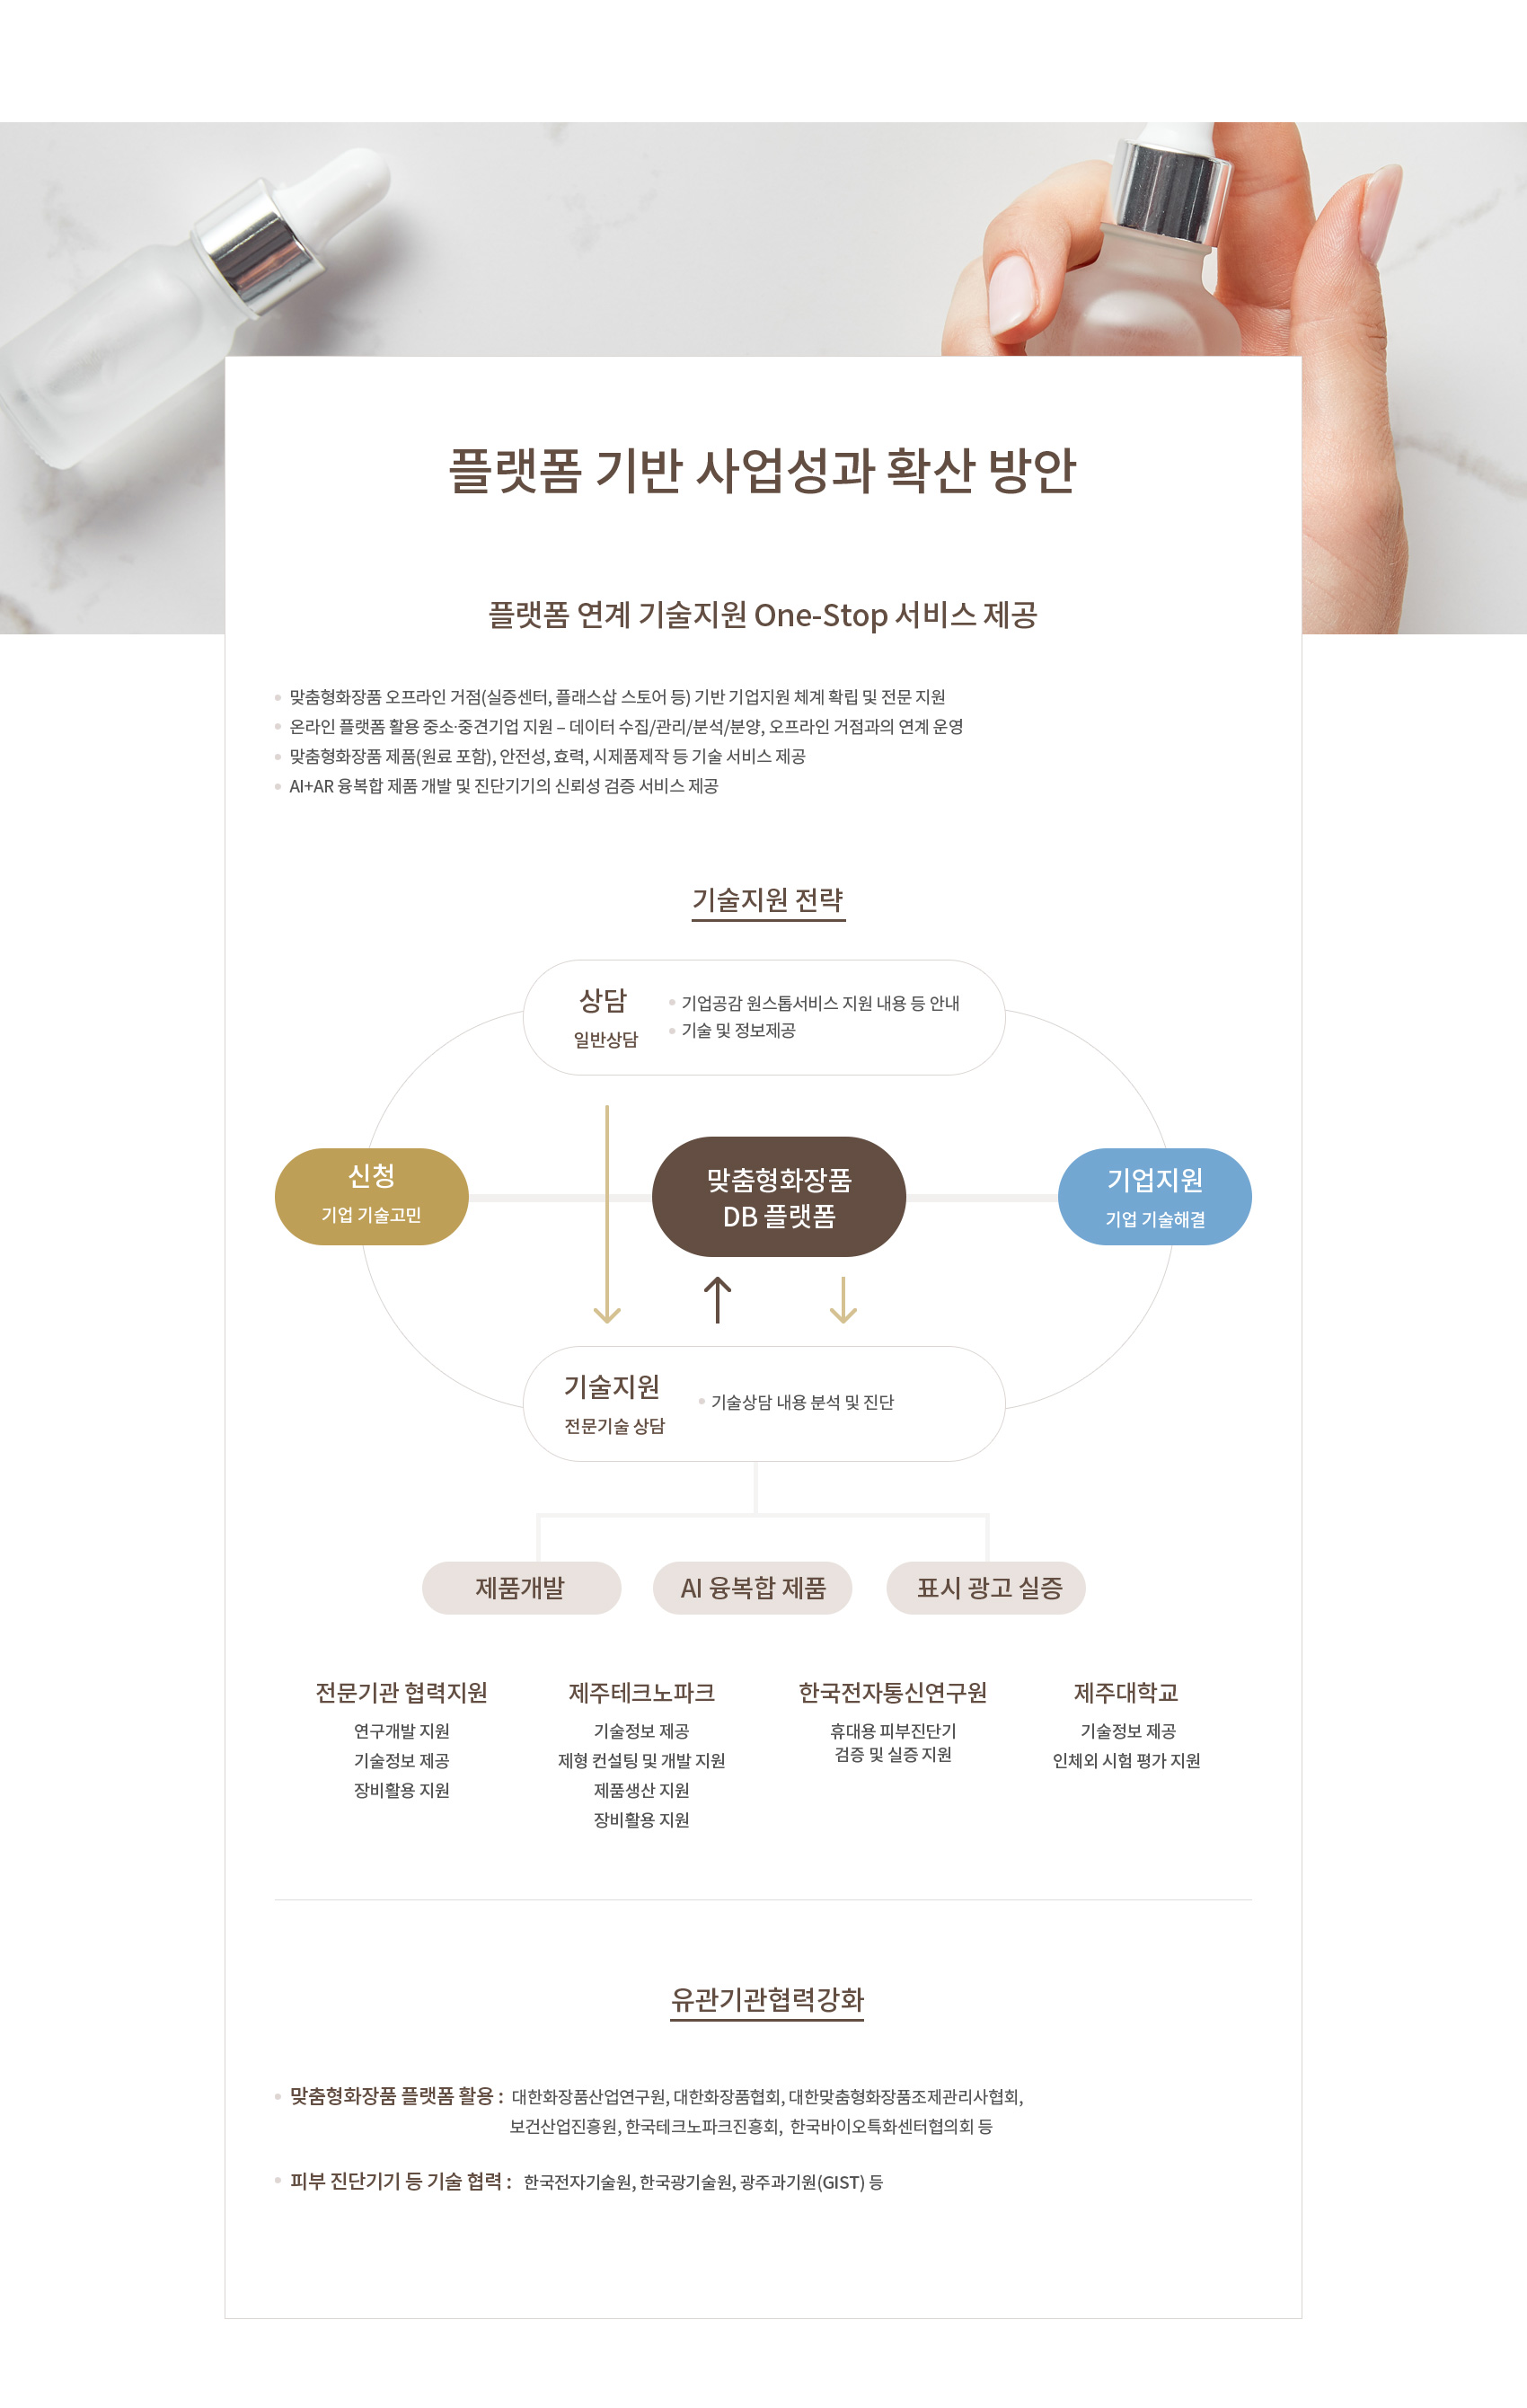 플랫폼 기반 사업성과 확산 방안
플랫폼 연계 기술지원 One-Stop 서비스 제공
맞춤형화장품 오프라인 거점(실증센터, 플래스샵 스토어 등) 기반 기업지원 체계 확립 및 전문 지원
온라인 플랫폼 활용 중소·중견기업 지원 – 데이터 수집/관리/분석/분양, 오프라인 거점과의 연계 운영
맞춤형화장품 제품(원료 포함), 안전성, 효력, 시제품제작 등 기술 서비스 제공
AI+AR 융복합 제품 개발 및 진단기기의 신뢰성 검증 서비스 제공
기술지원 전략
상담
일반상담
기업공감 원스톱서비스 지원 내용 등 안내
기술 및 정보제공
신청
기업 기술고민
맞춤형화장품
DB 플랫폼
기업지원
기업 기술해결
기술지원
전문기술 상담
기술상담 내용 분석 및 진단
제품개발
AI 융복합 제품
표시 광고 실증
전문기관 협력지원
연구개발 지원
기술정보 제공
장비활용 지원
제주테크노파크
기술정보 제공
제형 컨설팅 및 개발 지원
제품생산 지원
장비활용 지원
한국전자통신연구원
휴대용 피부진단기
검증 및 실증 지원
제주대학교
기술정보 제공
인체외 시험 평가 지원
유관기관협력강화
맞춤형화장품 플랫폼 활용 : 대한화장품산업연구원, 대한화장품협회, 대한맞춤형화장품조제관리사협회,
보건산업진흥원, 한국테크노파크진흥회, 한국바이오특화센터협의회 등
피부 진단기기 등 기술 협력 : 한국전자기술원, 한국광기술원, 광주과기원(GIST) 등